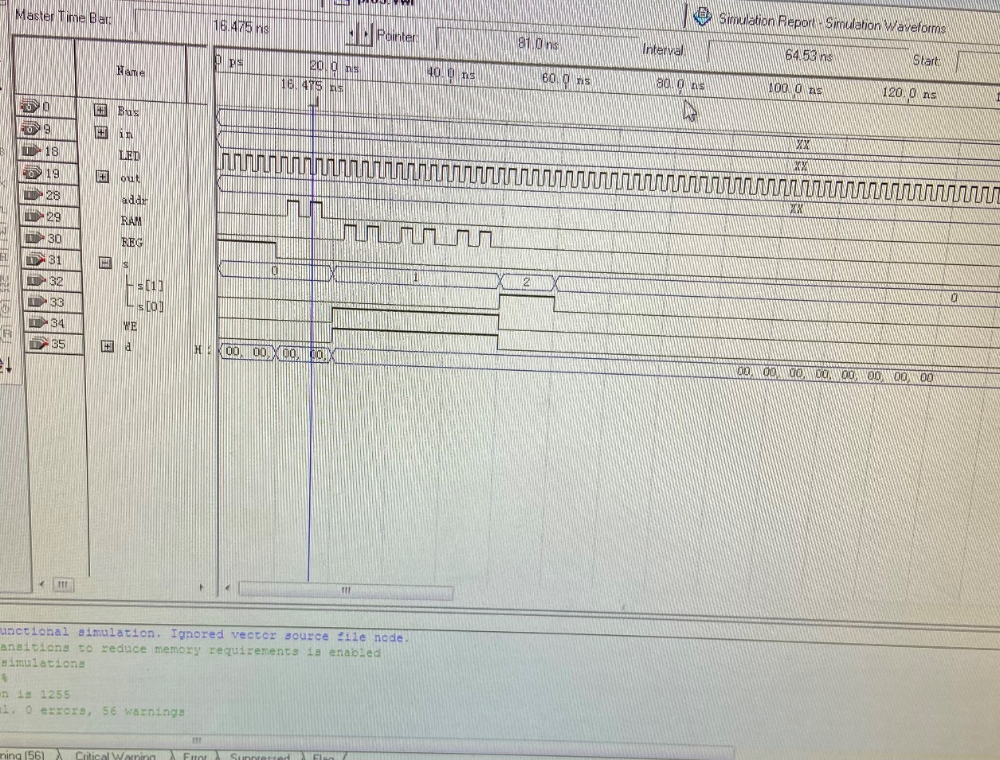 Master Time Bar: 16.475 ns Pointer: 81.0 ns Interval: 64.53 ns Start:
Simulation Report - Simulation Waveforms
Name
0 ps 20.0 ns 40.0 ns 60.0 ns 80.0 ns 100.0 ns 120.0 ns
16.475 ns
0 Bus XX
9 in XX
18 LED
19 out XX
28 addr
29 RAM
30 REG
31 s 0 1 2 0
32 s[1]
33 s[0]
34 WE
35 d H 00, 00, 00, 00, 00, 00, 00, 00, 00, 00, 00, 00
unctional simulation. Ignored vector source file node.
ansitions to reduce memory requirements is enabled
simulations
%
n is 1255
l. 0 errors, 56 warnings
ning (56) Critical Warning Error Suppressed Flag